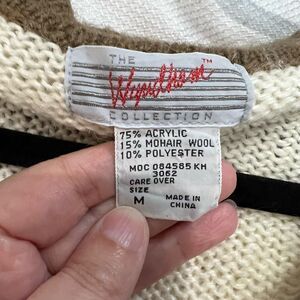 THE
Wyndham™
COLLECTION
75% ACRYLIC
15% MOHAIR WOOL
10% POLYESTER
MOC 084585 KH
3062
CARE OVER
SIZE
M
MADE IN
CHINA